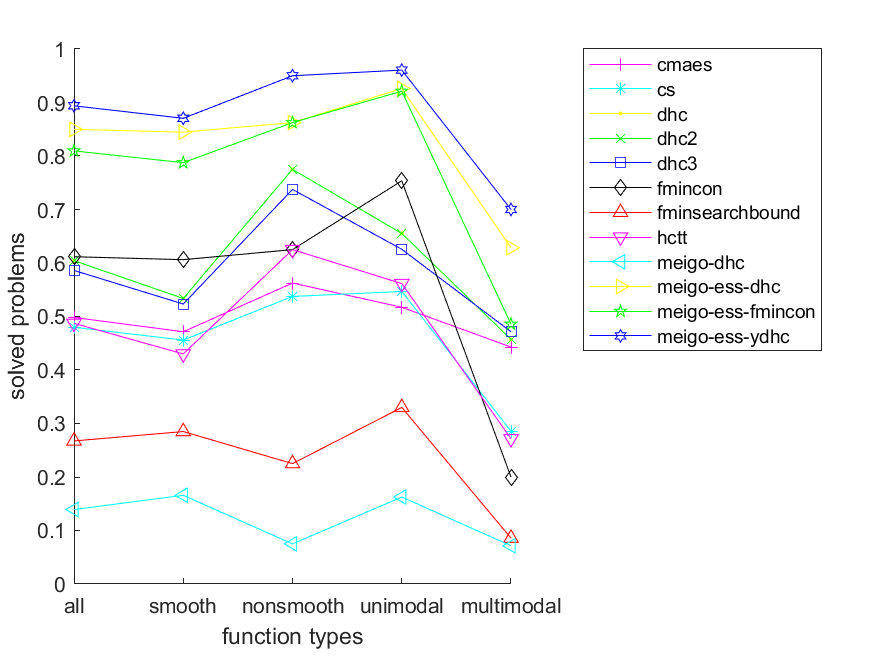 1
0.9
0.8
0.7
0.6
0.5
0.4
0.3
0.2
0.1
0
solved problems
all smooth nonsmooth unimodal multimodal
function types
cmaes
cs
dhc
dhc2
dhc3
fmincon
fminsearchbound
hctt
meigo-dhc
meigo-ess-dhc
meigo-ess-fmincon
meigo-ess-ydhc